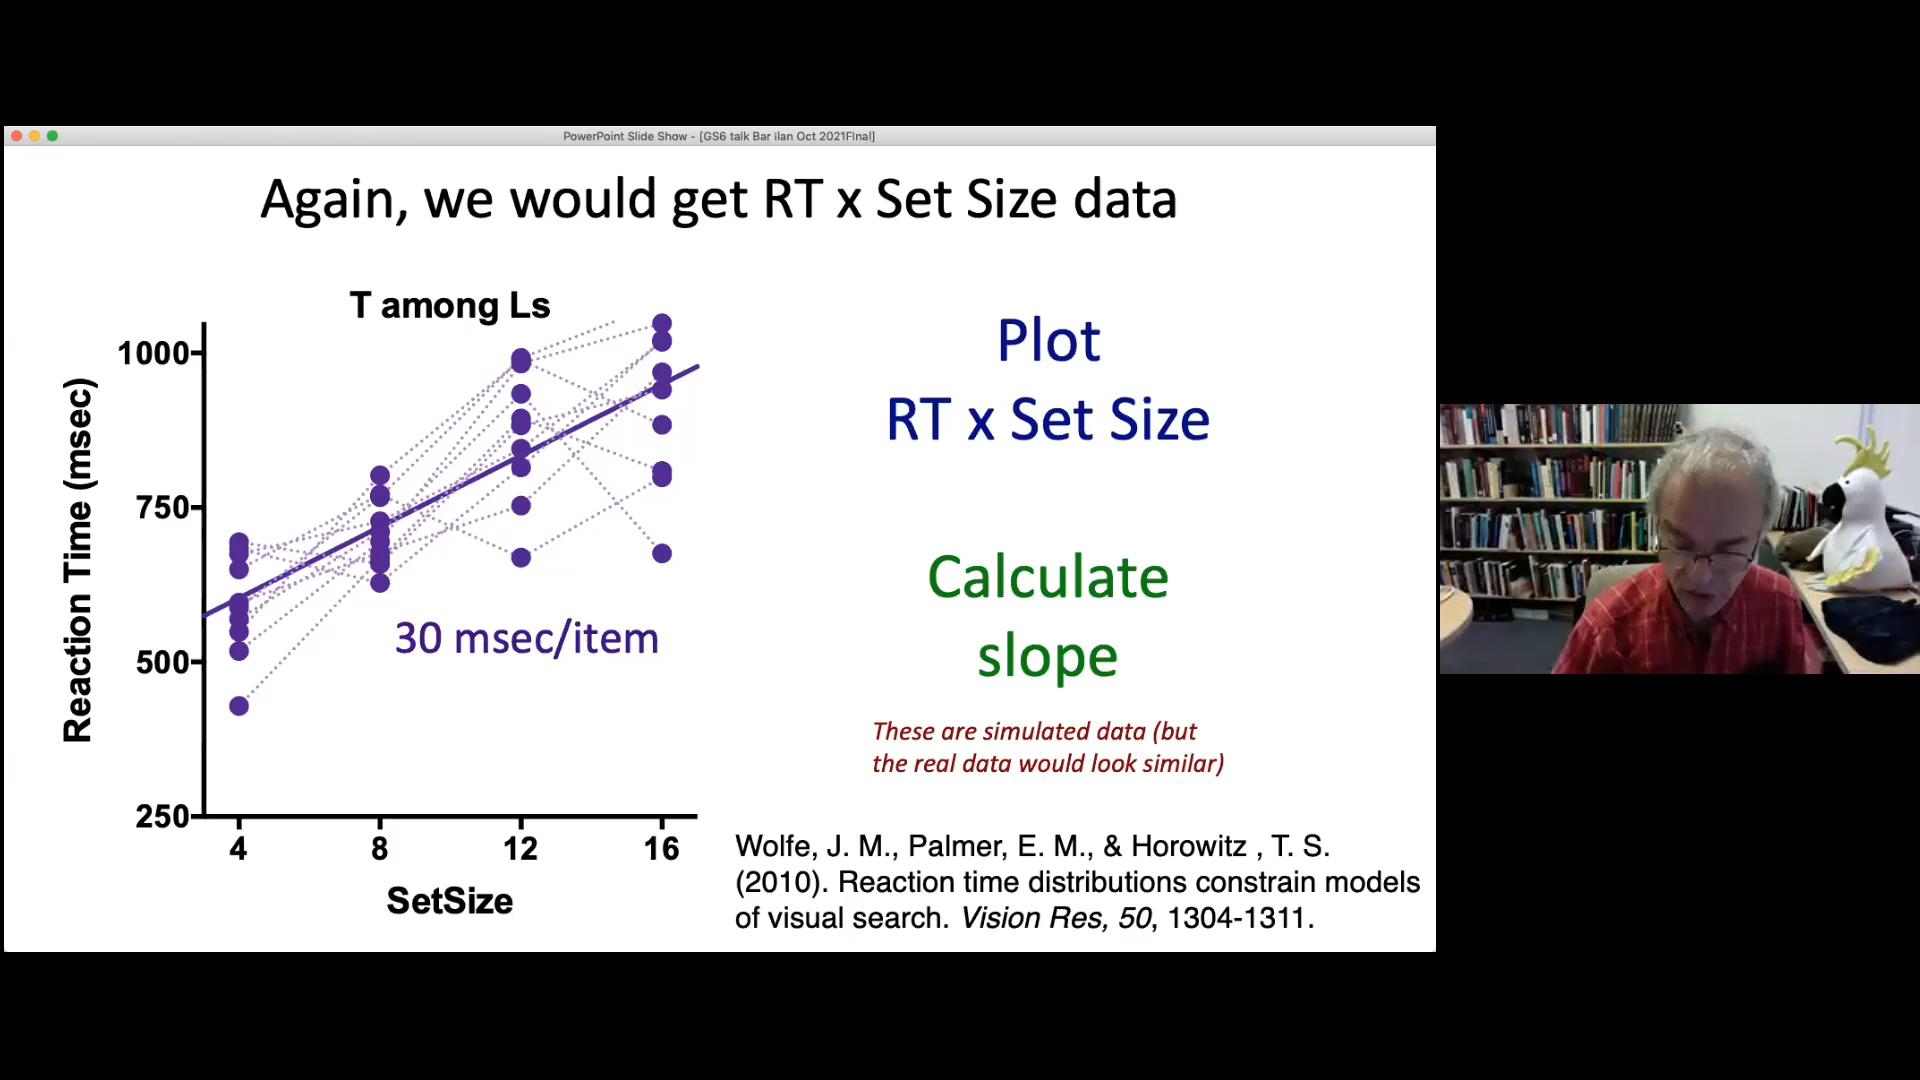 PowerPoint Slide Show - [GS6 talk Bar ilan Oct 2021FInal]
Again, we would get RT x Set Size data
T among Ls
1000
750
500
250
Reaction Time (msec)
4 8 12 16
SetSize
30 msec/item
Plot
RT x Set Size
Calculate
slope
These are simulated data (but
the real data would look similar)
Wolfe, J. M., Palmer, E. M., & Horowitz , T. S.
(2010). Reaction time distributions constrain models
of visual search. Vision Res, 50, 1304-1311.